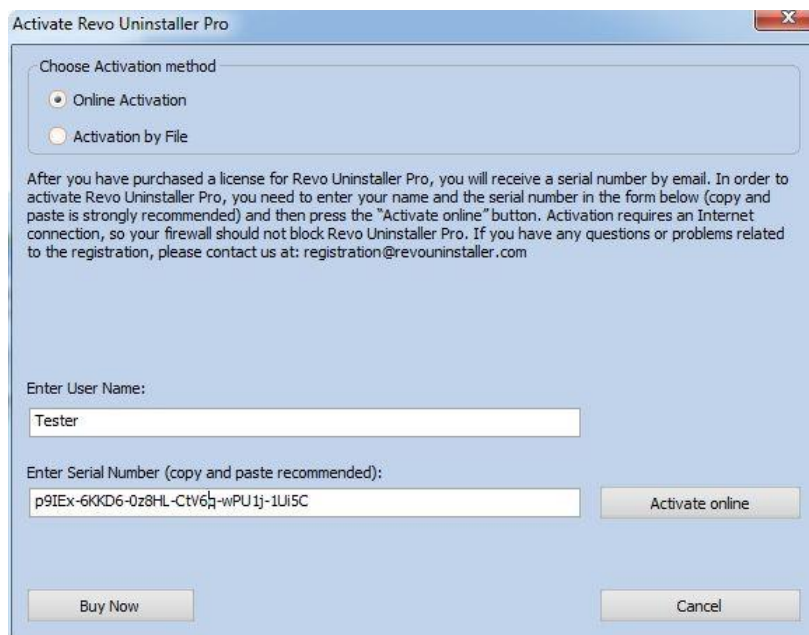 Activate Revo Uninstaller Pro
Choose Activation method
Online Activation
Activation by File
After you have purchased a license for Revo Uninstaller Pro, you will receive a serial number by email. In order to
activate Revo Uninstaller Pro, you need to enter your name and the serial number in the form below (copy and
paste is strongly recommended) and then press the "Activate online" button. Activation requires an Internet
connection, so your firewall should not block Revo Uninstaller Pro. If you have any questions or problems related
to the registration, please contact us at: registration@revouninstaller.com
Enter User Name:
Tester
Enter Serial Number (copy and paste recommended):
Activate online
Buy Now
Cancel